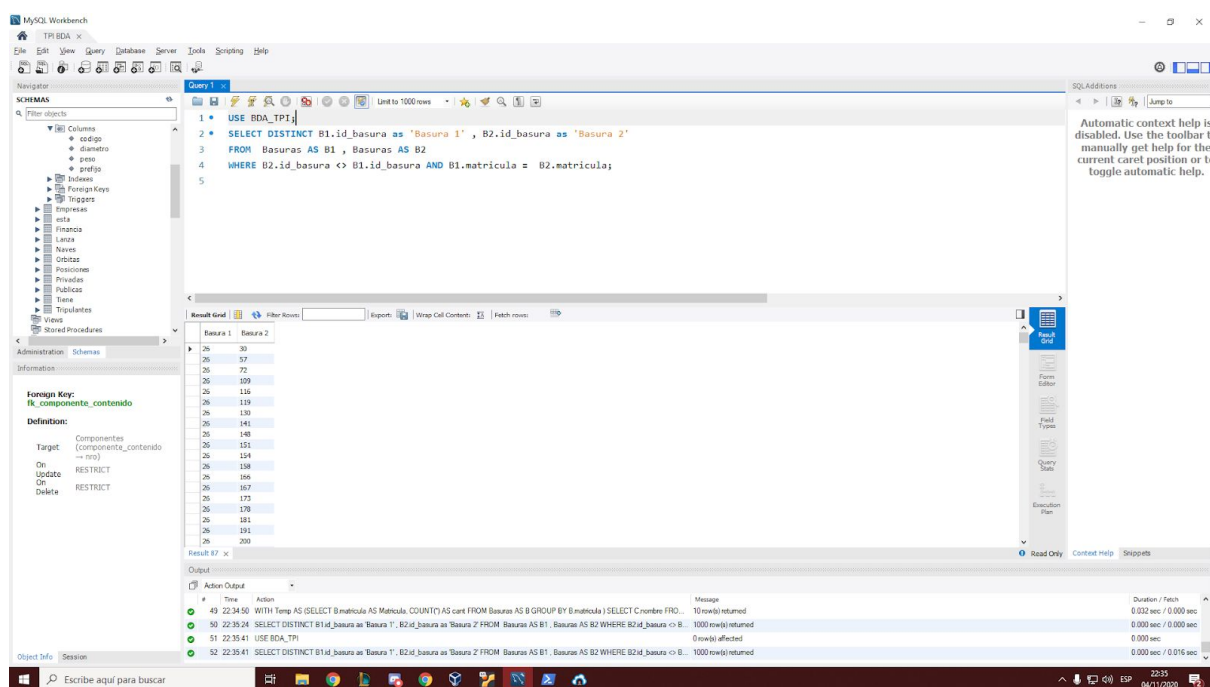 MySQL Workbench
TPI BDA ×
File Edit View Query Database Server Tools Scripting Help
Navigator
SCHEMAS
Filter objects
Columns
codigo
diametro
peso
prefijo
Indexes
Foreign Keys
Triggers
Empresas
esta
Financia
Lanza
Naves
Orbitas
Posiciones
Privadas
Publicas
Tiene
Tripulantes
Views
Stored Procedures
Administration Schemas
Information
Foreign Key:
fk_componente_contenido
Definition:
Target Componentes (componente_contenido → nro)
On Update RESTRICT
On Delete RESTRICT
Object Info Session
Query 1 ×
Limit to 1000 rows
1 USE BDA_TPI;
2 SELECT DISTINCT B1.id_basura as 'Basura 1' , B2.id_basura as 'Basura 2'
3 FROM Basuras AS B1 , Basuras AS B2
4 WHERE B2.id_basura <> B1.id_basura AND B1.matricula = B2.matricula;
5
Result Grid Filter Rows: Export: Wrap Cell Content: Fetch rows:
Basura 1 Basura 2
26 30
26 57
26 72
26 109
26 116
26 119
26 130
26 141
26 148
26 151
26 154
26 158
26 166
26 167
26 173
26 178
26 181
26 191
26 200
Result Grid
Form Editor
Field Types
Query Stats
Execution Plan
Result 87 ×
Read Only
Output
Action Output
# Time Action Message Duration / Fetch
49 22:34:50 WITH Temp AS (SELECT B.matricula AS Matricula, COUNT(*) AS cant FROM Basuras AS B GROUP BY B.matricula ) SELECT C.nombre FRO... 10 row(s) returned 0.032 sec / 0.000 sec
50 22:35:24 SELECT DISTINCT B1.id_basura as 'Basura 1' , B2.id_basura as 'Basura 2' FROM Basuras AS B1 , Basuras AS B2 WHERE B2.id_basura <> B... 1000 row(s) returned 0.000 sec / 0.000 sec
51 22:35:41 USE BDA_TPI 0 row(s) affected 0.000 sec
52 22:35:41 SELECT DISTINCT B1.id_basura as 'Basura 1' , B2.id_basura as 'Basura 2' FROM Basuras AS B1 , Basuras AS B2 WHERE B2.id_basura <> B... 1000 row(s) returned 0.000 sec / 0.016 sec
SQLAdditions
Jump to
Automatic context help is
disabled. Use the toolbar t
manually get help for the
current caret position or t
toggle automatic help.
Context Help Snippets
Escribe aquí para buscar
ESP
22:35
04/11/2020